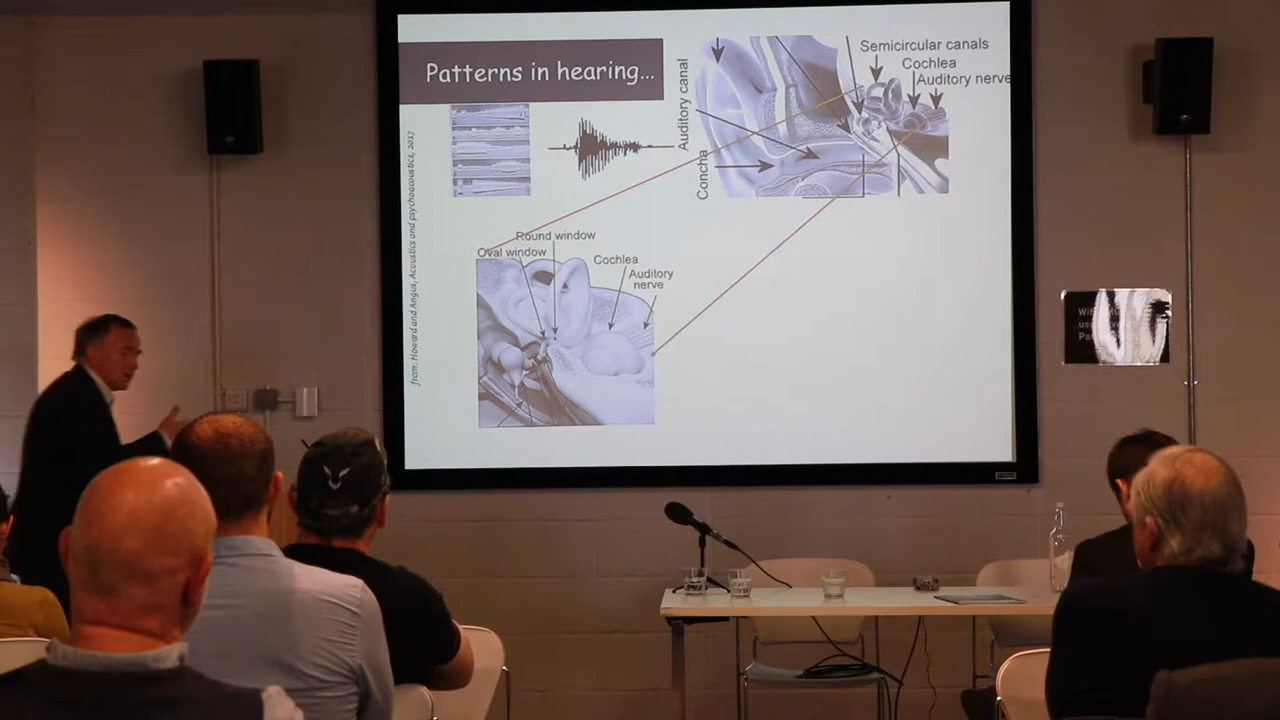 Patterns in hearing...
Semicircular canals
Cochlea
Auditory nerve
Auditory canal
Concha
from: Howard and Angus, Acoustics and psychoacoustics, 2017
Round window
Oval window
Cochlea
Auditory
nerve